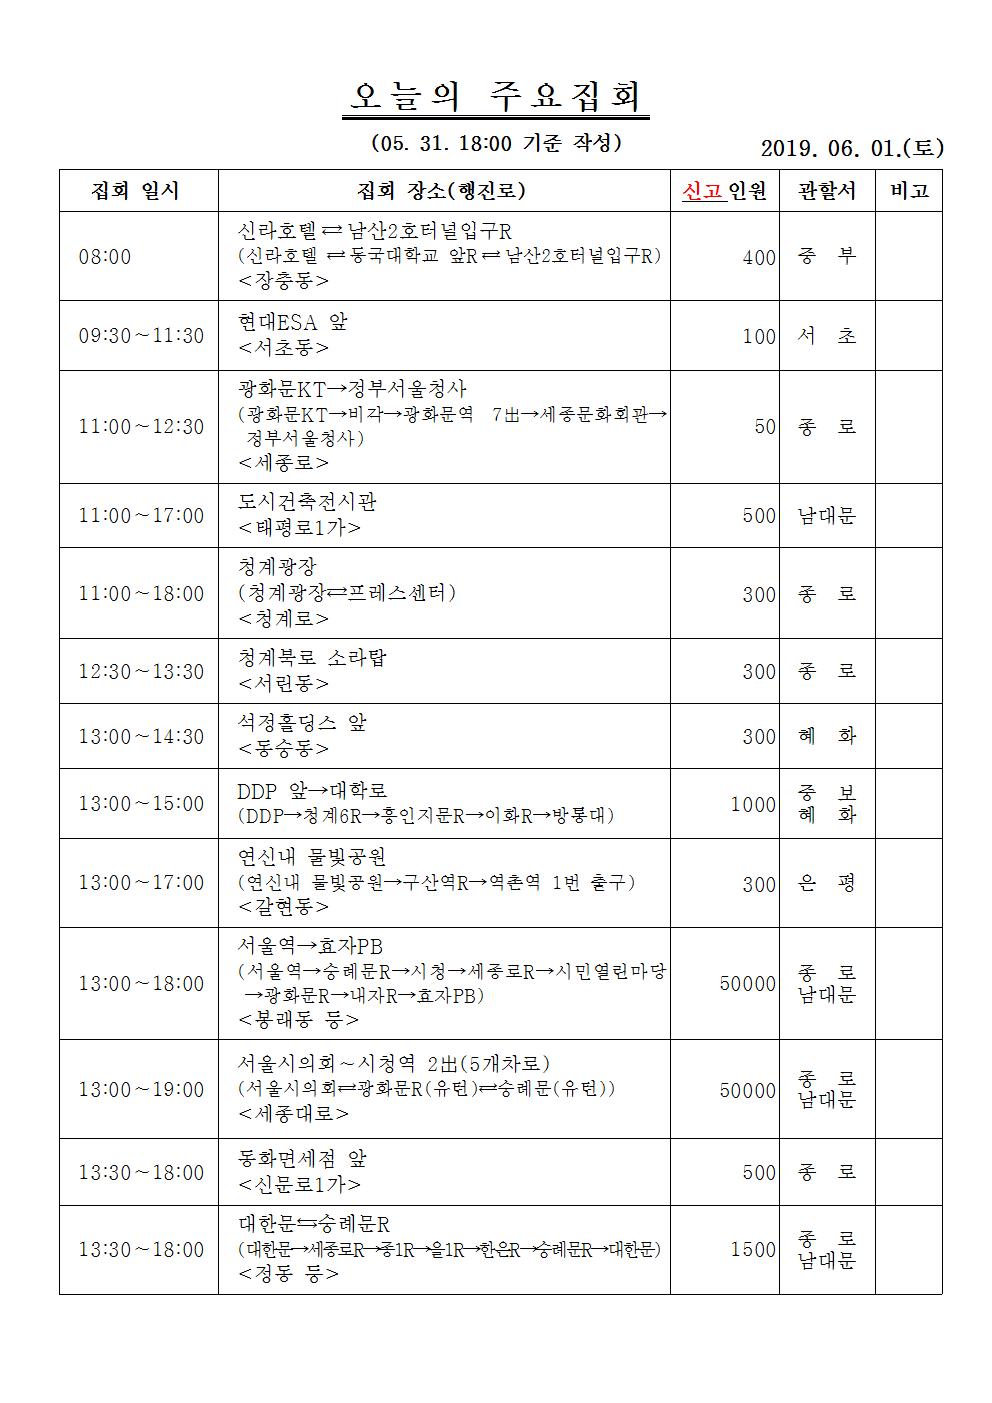 오늘의 주요집회
(05. 31. 18:00 기준 작성)
2019. 06. 01.(토)
집회 일시 집회 장소(행진로) 신고인원 관할서 비고
08:00
신라호텔⇄남산2호터널입구R
(신라호텔 ⇄동국대학교 앞R⇄남산2호터널입구R)
<장충동>
400 중 부
09:30~11:30
현대ESA 앞
<서초동>
100 서 초
11:00~12:30
광화문KT→정부서울청사
(광화문KT→비각→광화문역 7出→세종문화회관→
정부서울청사)
<세종로>
50 종 로
11:00~17:00
도시건축전시관
<태평로1가>
500 남대문
11:00~18:00
청계광장
(청계광장⇄프레스센터)
<청계로>
300 종 로
12:30~13:30
청계북로 소라탑
<서린동>
300 종 로
13:00~14:30
석정홀딩스 앞
<동숭동>
300 혜 화
13:00~15:00
DDP 앞→대학로
(DDP→청계6R→흥인지문R→이화R→방통대)
1000
중 보
혜 화
13:00~17:00
연신내 물빛공원
(연신내 물빛공원→구산역R→역촌역 1번 출구)
<갈현동>
300 은 평
13:00~18:00
서울역→효자PB
(서울역→숭례문R→시청→세종로R→시민열린마당
→광화문R→내자R→효자PB)
<봉래동 등>
50000
종 로
남대문
13:00~19:00
서울시의회~시청역 2出(5개차로)
(서울시의회⇄광화문R(유턴)⇄숭례문(유턴))
<세종대로>
50000
종 로
남대문
13:30~18:00
동화면세점 앞
<신문로1가>
500 종 로
13:30~18:00
대한문⇆숭례문R
(대한문→세종로R→종1R→을1R→한은R→숭례문R→대한문)
<정동 등>
1500
종 로
남대문